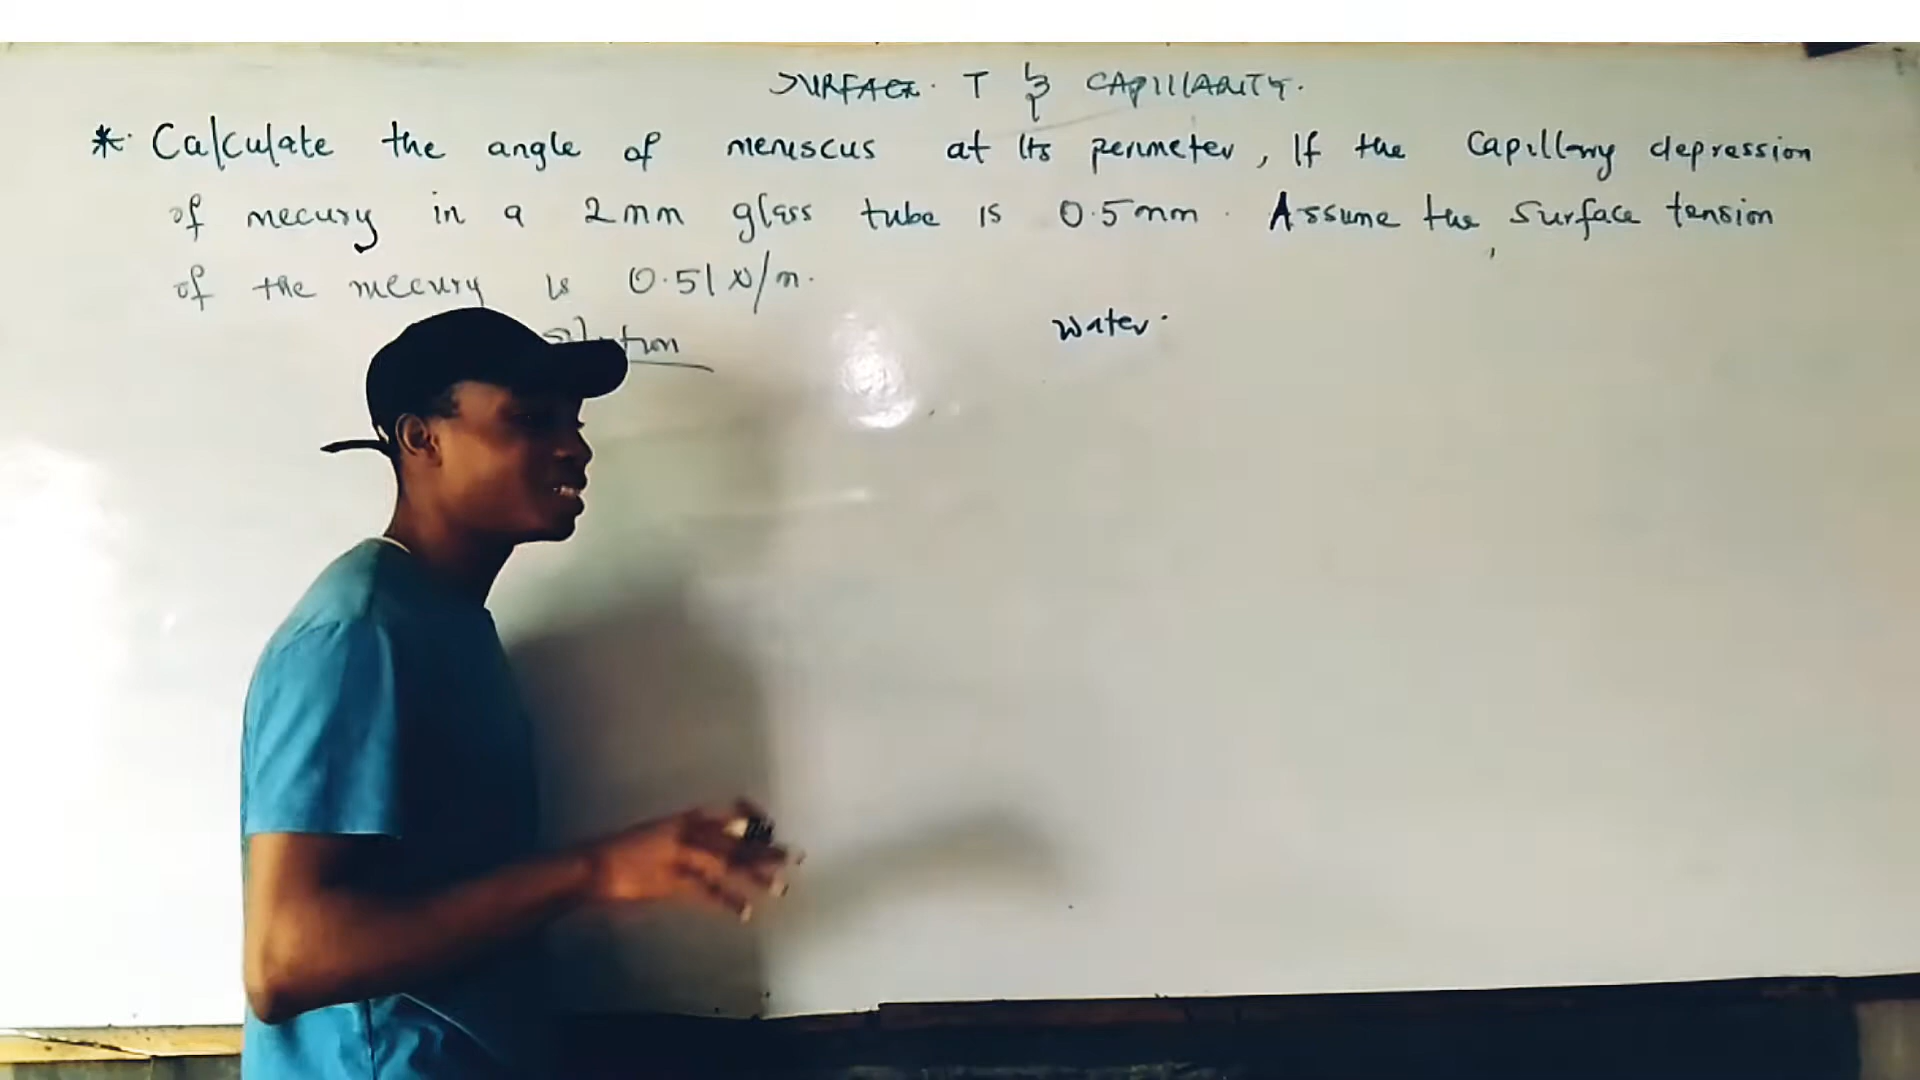 SURFACE. T & CAPILLARITY.
* Calculate the angle of meniscus at its perimeter, If the Capillary depression
of mecury in a 2mm glass tube is 0.5mm. Assume the Surface tension
of the mecury is 0.51 N/m.
water.